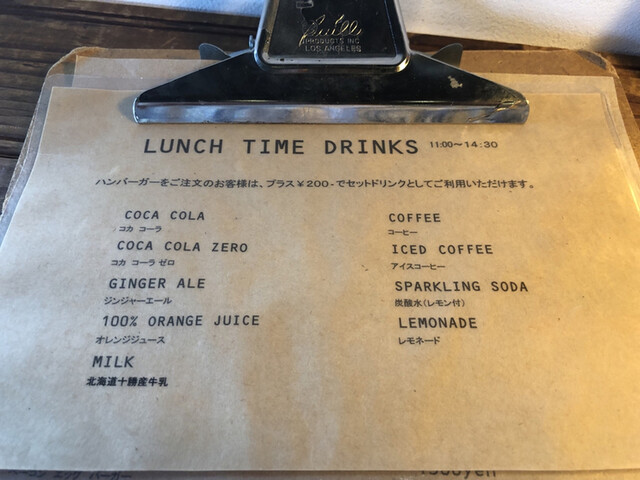 PRODUCTS INC
LOS ANGELES
LUNCH TIME DRINKS 11:00～14:30
ハンバーガーをご注文のお客様は、プラス¥200-でセットドリンクとしてご利用いただけます。
COCA COLA
コカ コーラ
COCA COLA ZERO
コカ コーラ ゼロ
GINGER ALE
ジンジャーエール
100% ORANGE JUICE
オレンジジュース
MILK
北海道十勝産牛乳
COFFEE
コーヒー
ICED COFFEE
アイスコーヒー
SPARKLING SODA
炭酸水(レモン付)
LEMONADE
レモネード